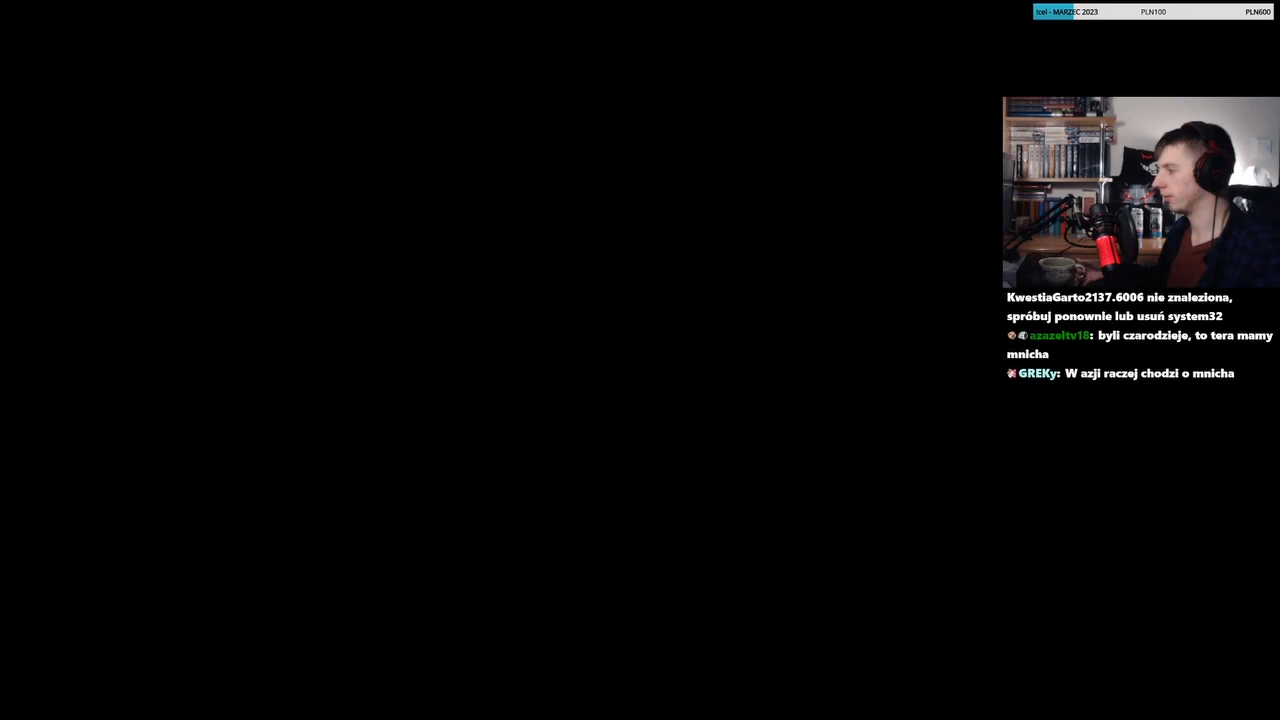 !cel - MARZEC 2023 PLN100 PLN600
KwestiaGarto2137.6006 nie znaleziona,
spróbuj ponownie lub usuń system32
azazeltv18: byli czarodzieje, to tera mamy
mnicha
GREKy: W azji raczej chodzi o mnicha